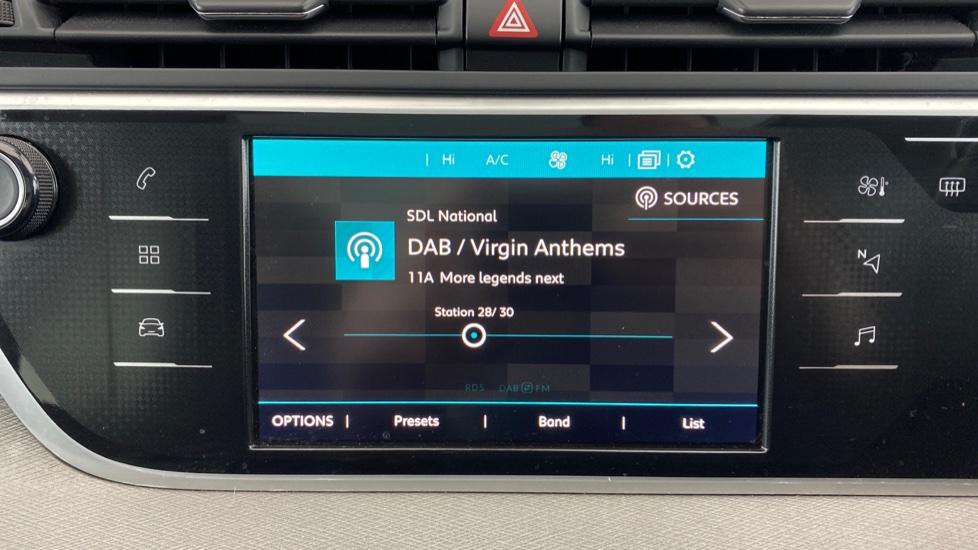 Hi A/C Hi
SOURCES
SDL National
DAB / Virgin Anthems
11A More legends next
Station 28/ 30
RDS DAB FM
OPTIONS | Presets | Band | List
N